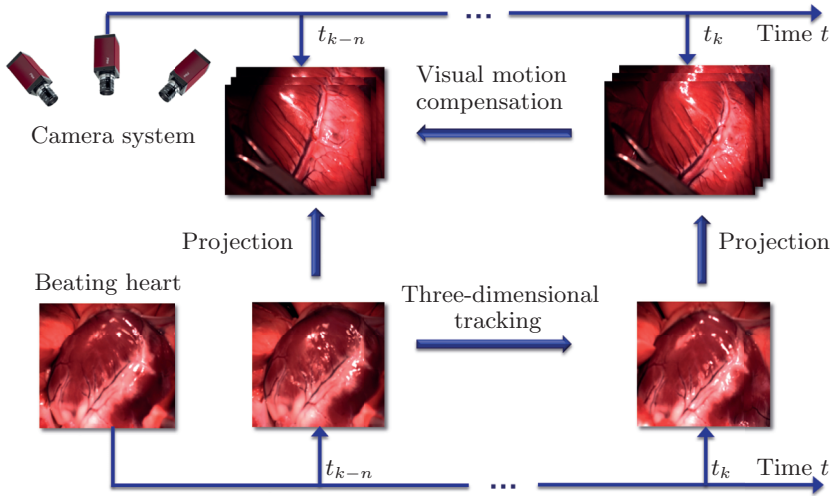 t_{k−n}
...
t_k
Time t
Visual motion
compensation
Camera system
Projection
Projection
Beating heart
Three-dimensional
tracking
t_{k−n}
...
t_k
Time t